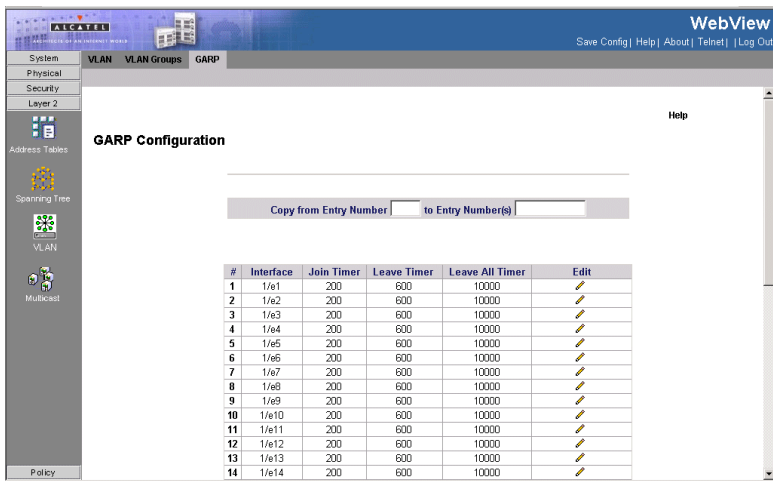 ALCATEL
ARCHITECTS OF AN INTERNET WORLD
WebView
Save Config| Help| About| Telnet| |Log Out
System
Physical
Security
Layer 2
Address Tables
Spanning Tree
VLAN
Multicast
Policy
VLAN VLAN Groups GARP
Help
GARP Configuration
Copy from Entry Number to Entry Number(s)
# Interface Join Timer Leave Timer Leave All Timer Edit
1 1/e1 200 600 10000
2 1/e2 200 600 10000
3 1/e3 200 600 10000
4 1/e4 200 600 10000
5 1/e5 200 600 10000
6 1/e6 200 600 10000
7 1/e7 200 600 10000
8 1/e8 200 600 10000
9 1/e9 200 600 10000
10 1/e10 200 600 10000
11 1/e11 200 600 10000
12 1/e12 200 600 10000
13 1/e13 200 600 10000
14 1/e14 200 600 10000